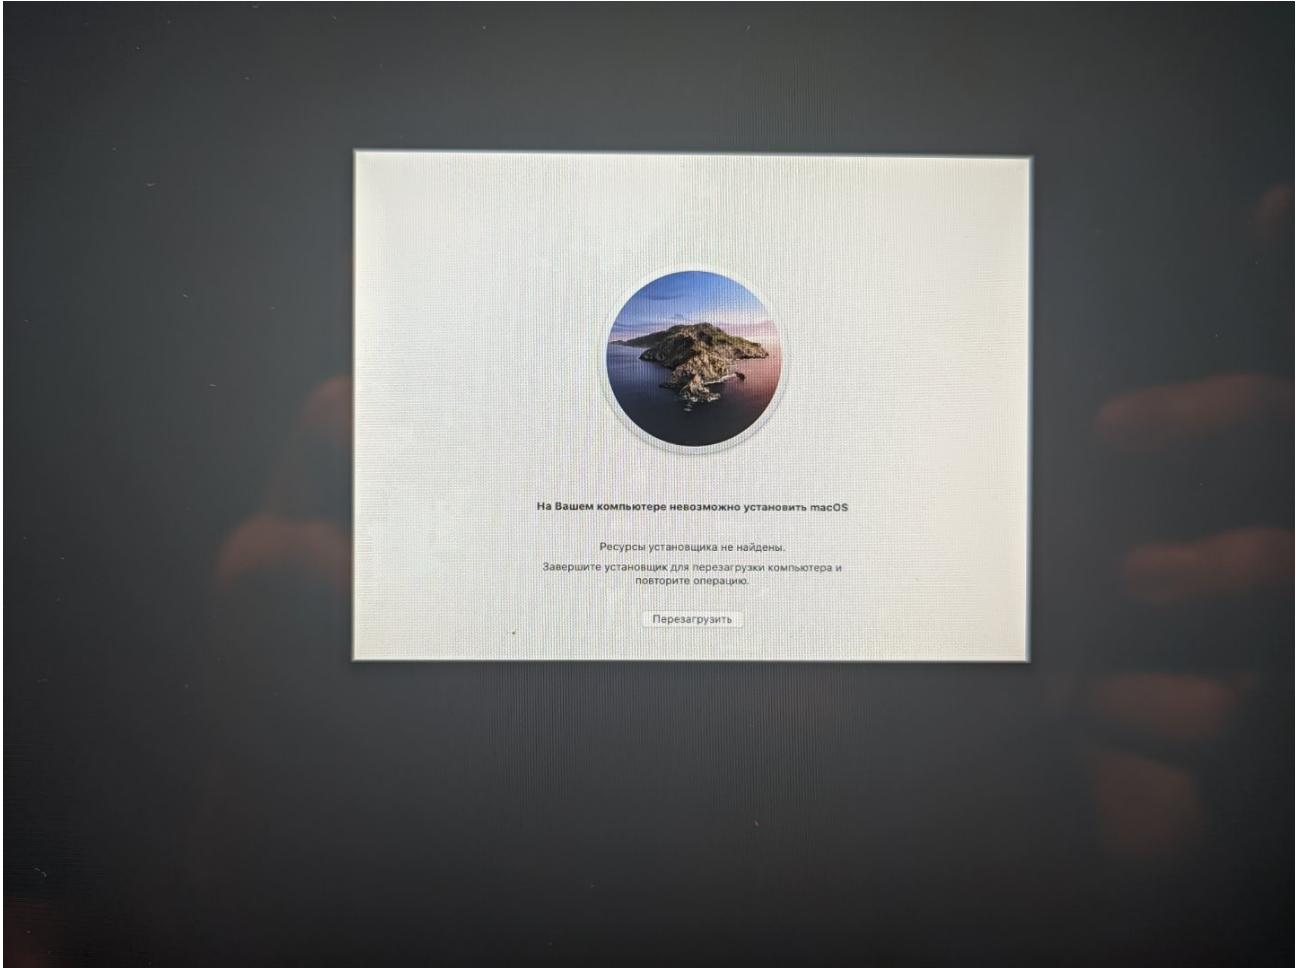 На Вашем компьютере невозможно установить macOS
Ресурсы установщика не найдены.
Завершите установщик для перезагрузки компьютера и
повторите операцию.
Перезагрузить